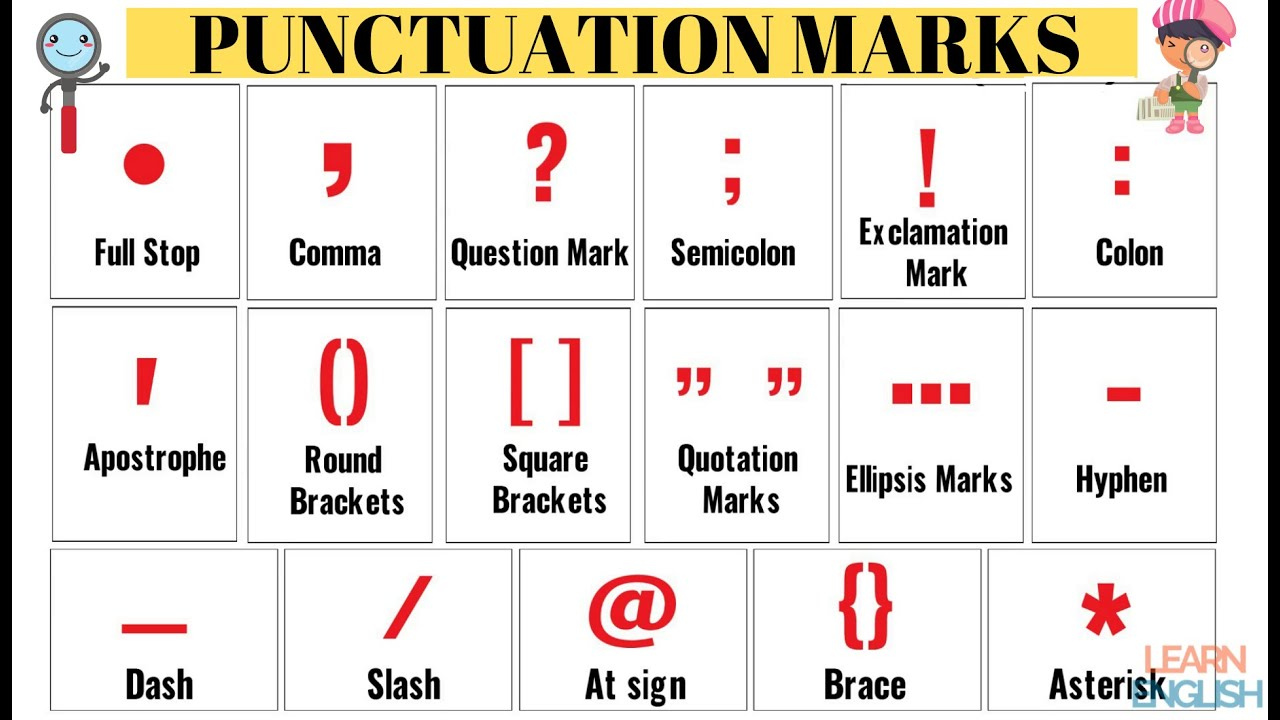 PUNCTUATION MARKS
•
Full Stop
,
Comma
?
Question Mark
;
Semicolon
!
Exclamation
Mark
:
Colon
'
Apostrophe
()
Round
Brackets
[ ]
Square
Brackets
” ”
Quotation
Marks
...
Ellipsis Marks
-
Hyphen
_
Dash
/
Slash
@
At sign
{}
Brace
*
Asterisk
LEARN
ENGLISH